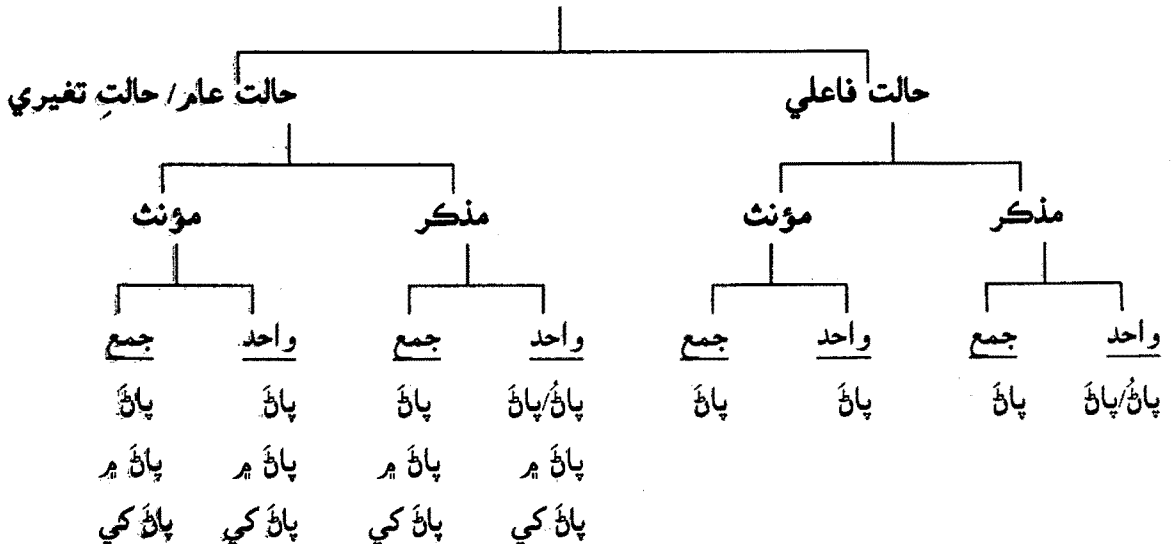 حالت فاعلي حالت عام/ حالتِ تغيري
مذڪر مؤنث مذڪر مؤنث
واحد جمع واحد جمع واحد جمع واحد جمع
پاڻُ/پاڻَ پاڻَ پاڻَ پاڻَ پاڻُ/پاڻَ پاڻَ پاڻَ پاڻَ
پاڻَ ۾ پاڻَ ۾ پاڻَ ۾ پاڻَ ۾
پاڻَ کي پاڻَ کي پاڻَ کي پاڻَ کي